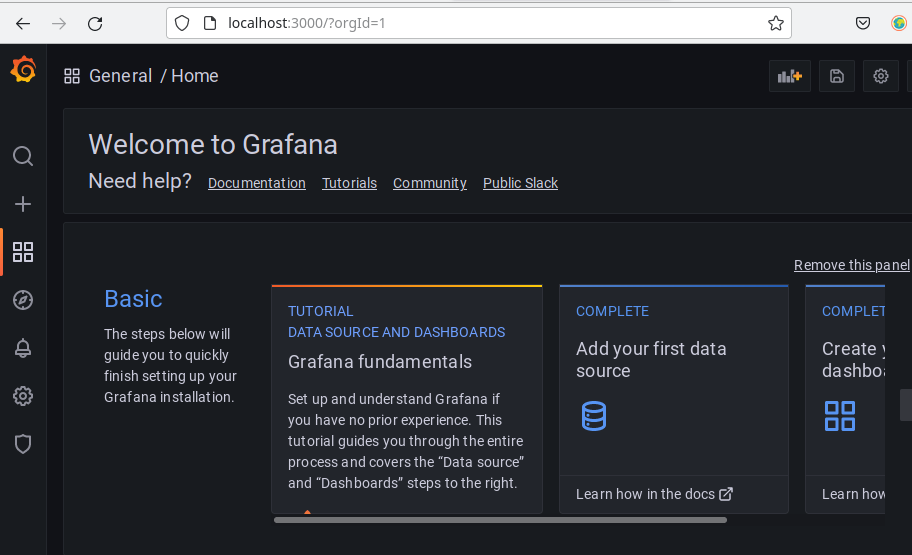 localhost:3000/?orgId=1
General / Home
Welcome to Grafana
Need help? Documentation Tutorials Community Public Slack
Remove this panel
Basic
The steps below will
guide you to quickly
finish setting up your
Grafana installation.
TUTORIAL
DATA SOURCE AND DASHBOARDS
Grafana fundamentals
Set up and understand Grafana if
you have no prior experience. This
tutorial guides you through the entire
process and covers the “Data source”
and “Dashboards” steps to the right.
COMPLETE
Add your first data
source
Learn how in the docs
COMPLET
Create
dashboa
Learn how